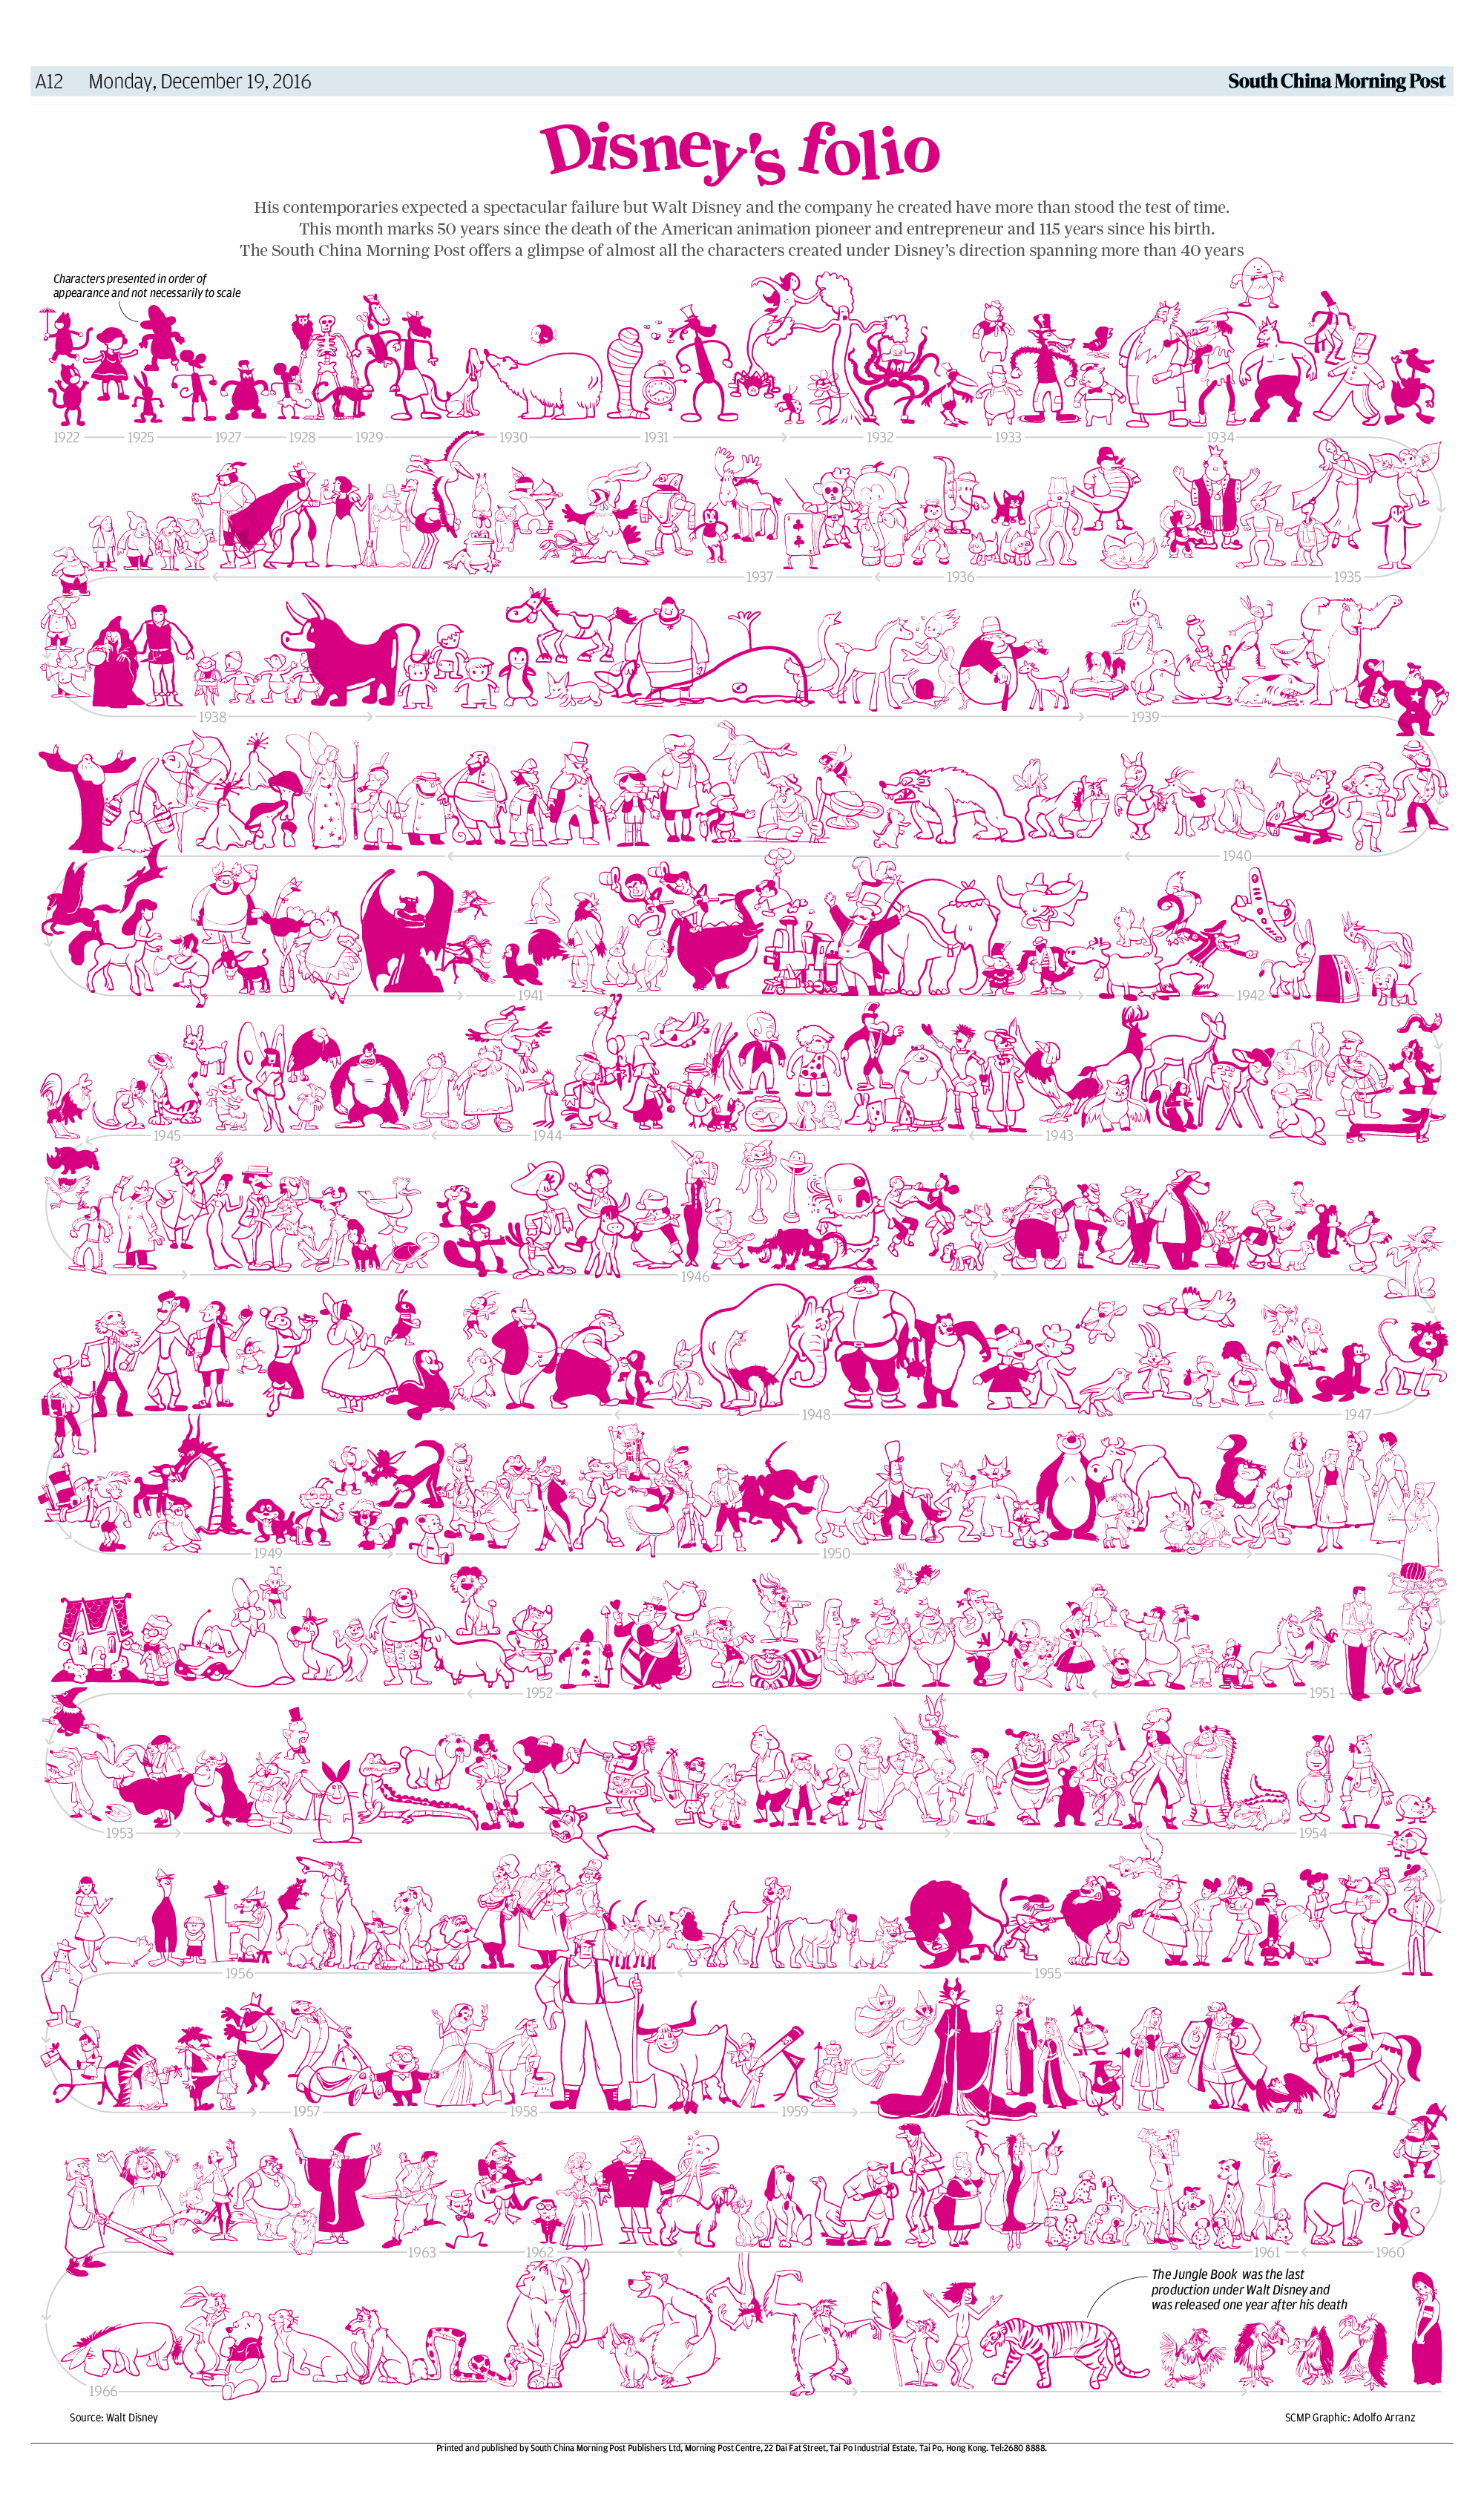 A12 Monday, December 19, 2016
South China Morning Post
Disney's folio
His contemporaries expected a spectacular failure but Walt Disney and the company he created have more than stood the test of time.
This month marks 50 years since the death of the American animation pioneer and entrepreneur and 115 years since his birth.
The South China Morning Post offers a glimpse of almost all the characters created under Disney's direction spanning more than 40 years
Characters presented in order of
appearance and not necessarily to scale
1922 1925 1927 1928 1929 1930 1931 1932 1933 1934
1937 1936 1935
1938 1939
1940
1941 1942
1945 1944 1943
1946
1948 1947
1949 1950
1952 1951
1953 1954
1956 1955
1957 1958 1959
1963 1962 1961 1960
The Jungle Book was the last
production under Walt Disney and
was released one year after his death
1966
Source: Walt Disney
SCMP Graphic: Adolfo Arranz
Printed and published by South China Morning Post Publishers Ltd, Morning Post Centre, 22 Dai Fat Street, Tai Po Industrial Estate, Tai Po, Hong Kong. Tel:2680 8888.